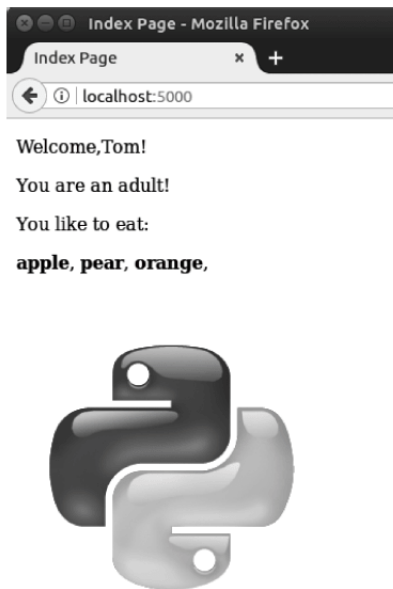 Index Page - Mozilla Firefox
Index Page × +
localhost:5000
Welcome,Tom!
You are an adult!
You like to eat:
apple, pear, orange,